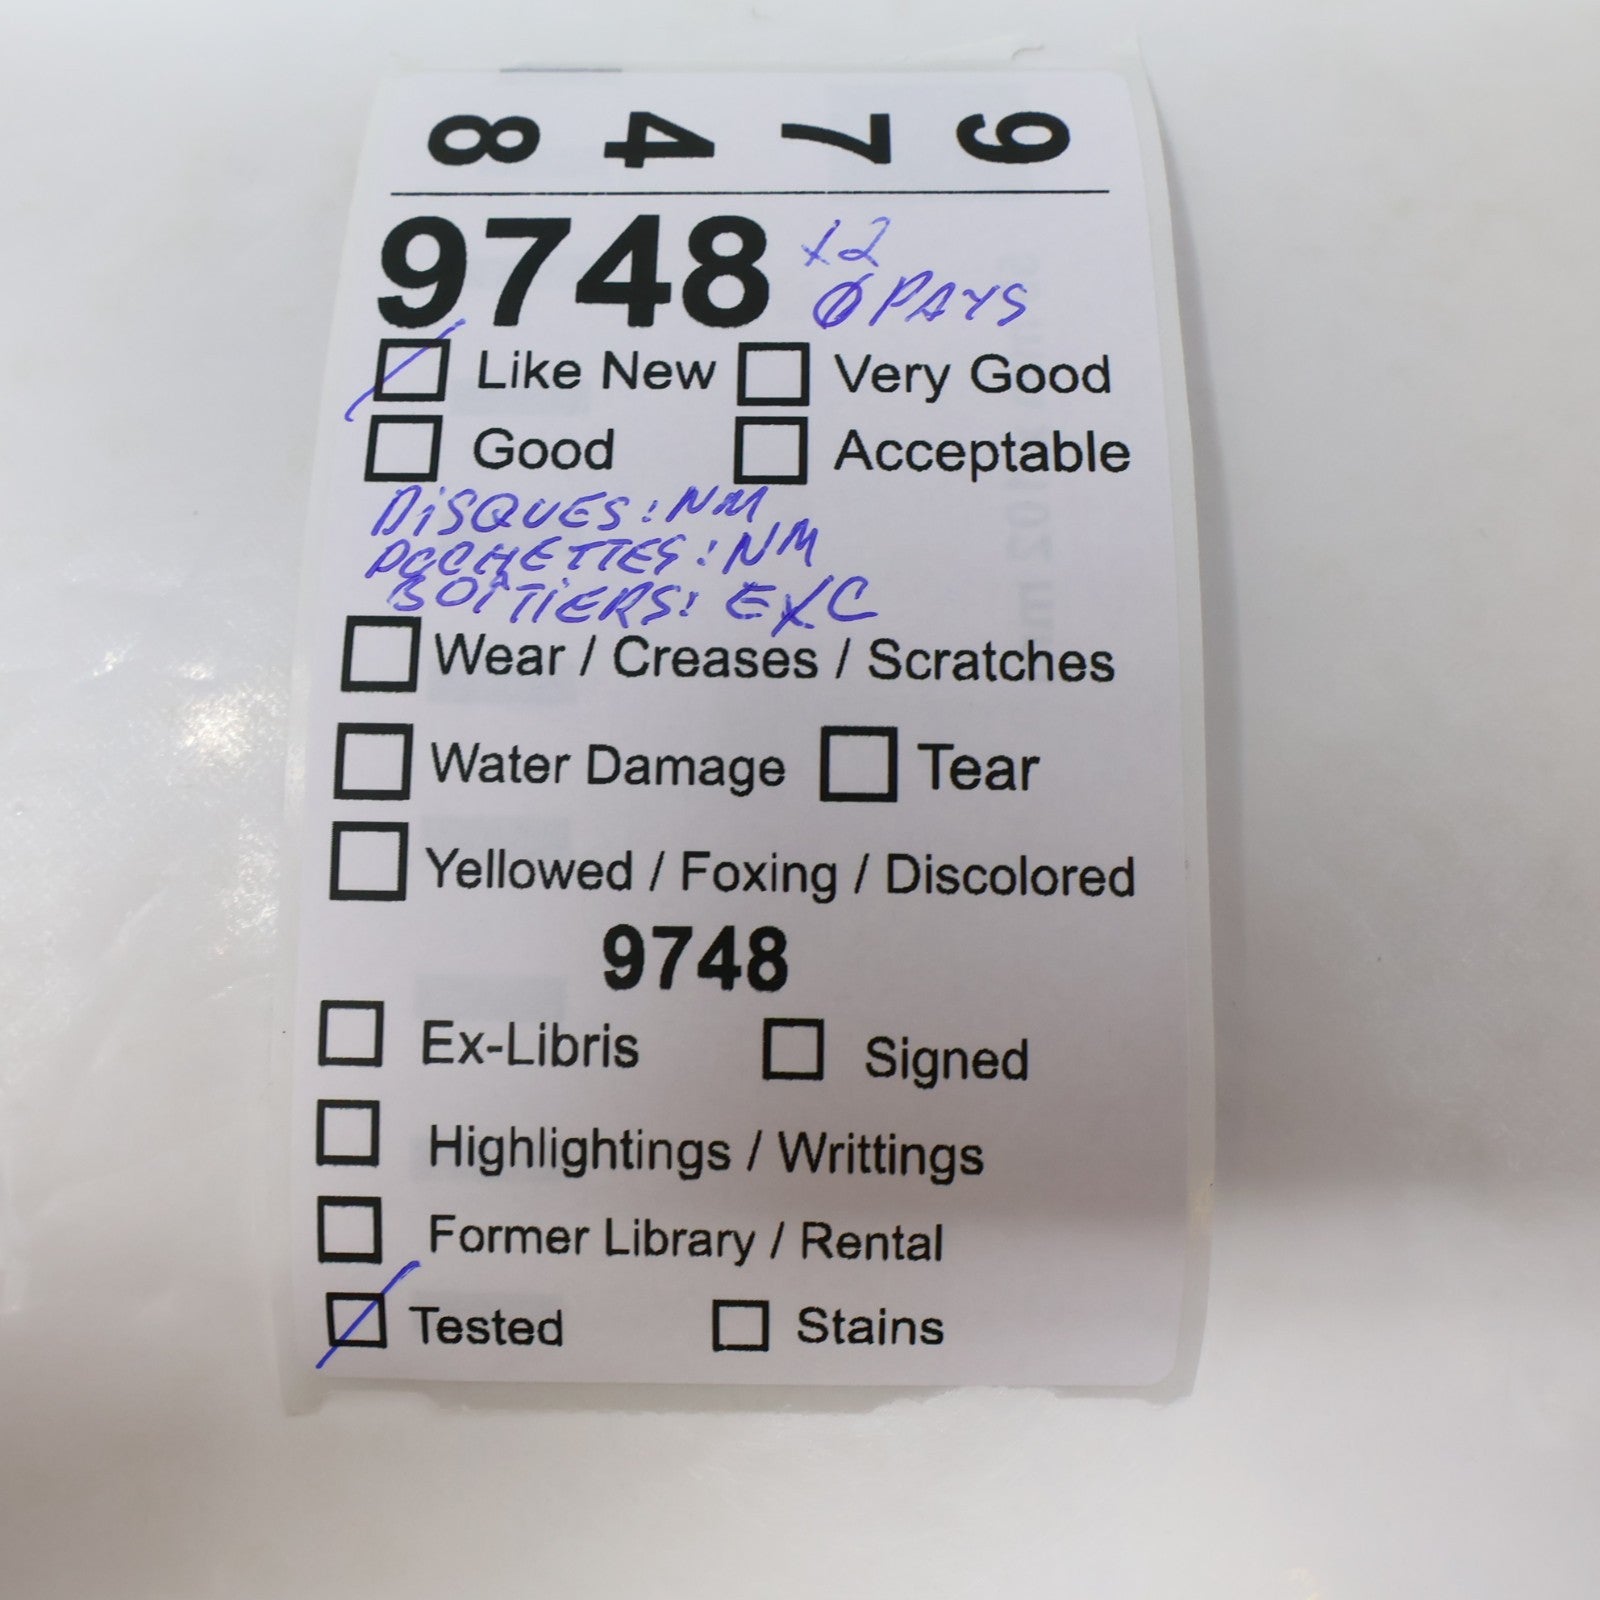 8 4 7 9
9748 x2
Ø PAYS
Like New Very Good
Good Acceptable
DISQUES: NM
POCHETTES: NM
BOÎTIERS: EXC
Wear / Creases / Scratches
Water Damage Tear
Yellowed / Foxing / Discolored
9748
Ex-Libris Signed
Highlightings / Writtings
Former Library / Rental
Tested Stains